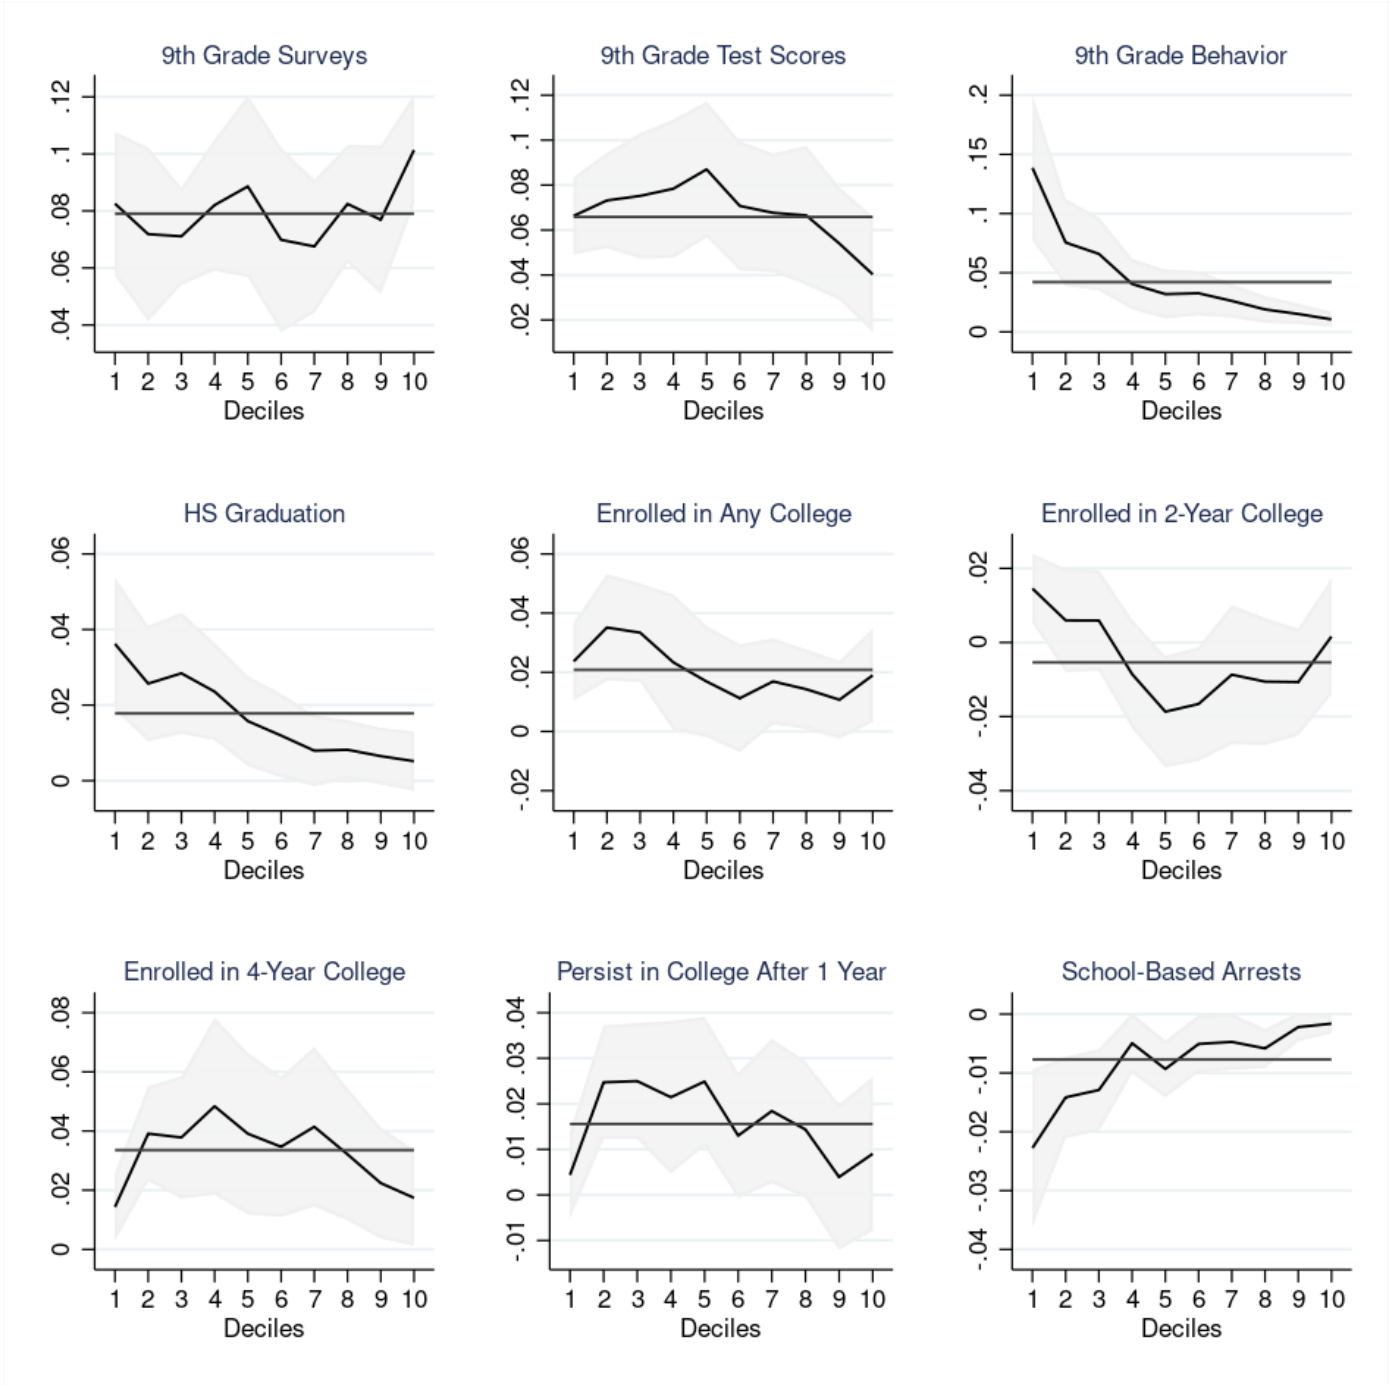 9th Grade Surveys
.12
.1
.08
.06
.04
1 2 3 4 5 6 7 8 9 10
Deciles
9th Grade Test Scores
.12
.1
.08
.06
.04
.02
1 2 3 4 5 6 7 8 9 10
Deciles
9th Grade Behavior
.2
.15
.1
.05
0
1 2 3 4 5 6 7 8 9 10
Deciles
HS Graduation
.06
.04
.02
0
1 2 3 4 5 6 7 8 9 10
Deciles
Enrolled in Any College
.06
.04
.02
0
-.02
1 2 3 4 5 6 7 8 9 10
Deciles
Enrolled in 2-Year College
.02
0
-.02
-.04
1 2 3 4 5 6 7 8 9 10
Deciles
Enrolled in 4-Year College
.08
.06
.04
.02
0
1 2 3 4 5 6 7 8 9 10
Deciles
Persist in College After 1 Year
.04
.03
.02
.01
0
-.01
1 2 3 4 5 6 7 8 9 10
Deciles
School-Based Arrests
0
-.01
-.02
-.03
-.04
1 2 3 4 5 6 7 8 9 10
Deciles